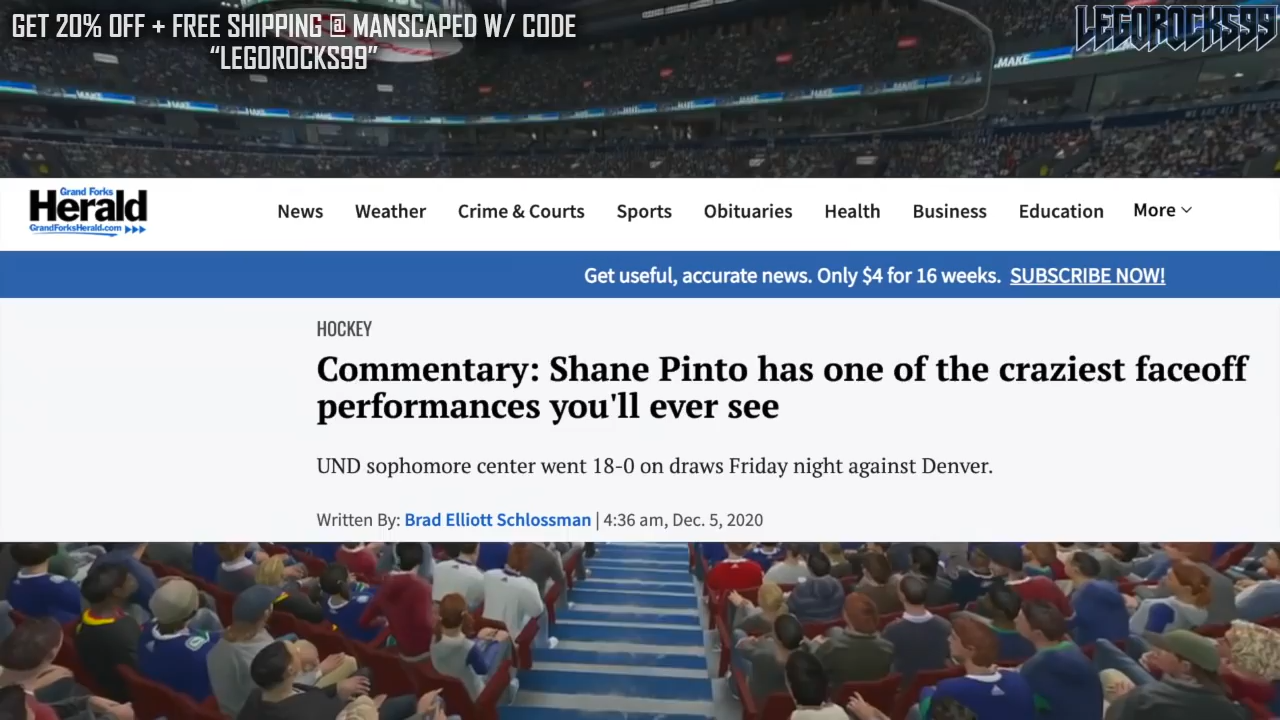 GET 20% OFF + FREE SHIPPING @ MANSCAPED W/ CODE
"LEGOROCKS99"
LEGOROCKS99
MAKE
Grand Forks
Herald
GrandForksHerald.com
News Weather Crime & Courts Sports Obituaries Health Business Education More
Get useful, accurate news. Only $4 for 16 weeks. SUBSCRIBE NOW!
HOCKEY
Commentary: Shane Pinto has one of the craziest faceoff
performances you'll ever see
UND sophomore center went 18-0 on draws Friday night against Denver.
Written By: Brad Elliott Schlossman | 4:36 am, Dec. 5, 2020